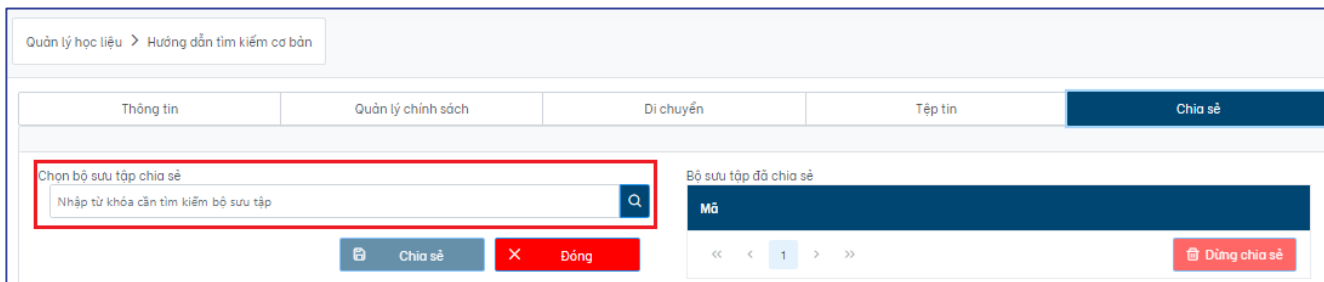 Quản lý học liệu > Hướng dẫn tìm kiếm cơ bản
Thông tin
Quản lý chính sách
Di chuyển
Tệp tin
Chia sẻ
Chọn bộ sưu tập chia sẻ
Nhập từ khóa cần tìm kiếm bộ sưu tập
Chia sẻ
Đóng
Bộ sưu tập đã chia sẻ
Mã
<< < 1 > >>
Dừng chia sẻ